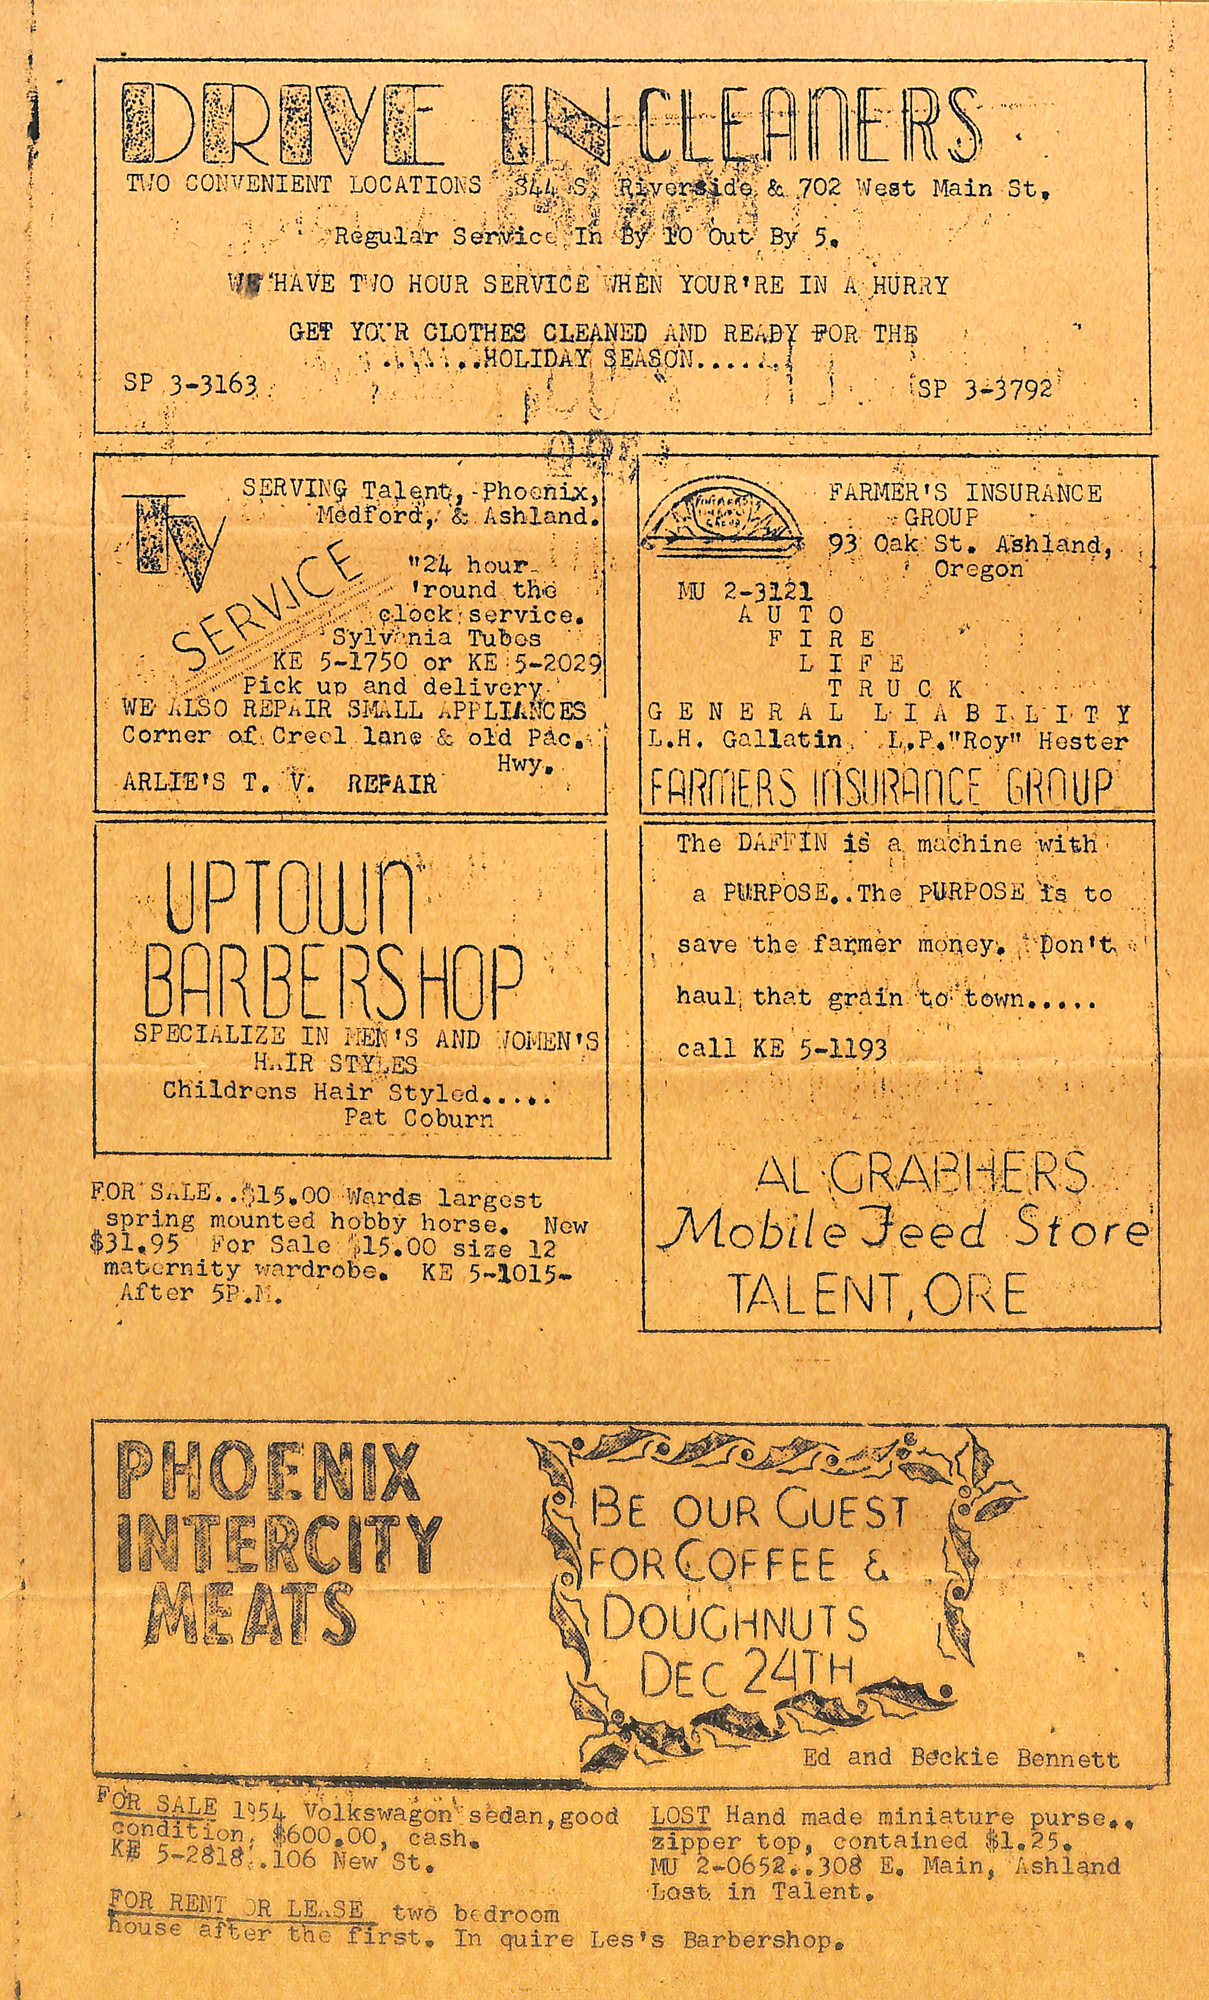 DRIVE IN CLEANERS
TWO CONVENIENT LOCATIONS 844 S. Riverside & 702 West Main St.
Regular Service In By 10 Out By 5.
WE HAVE TWO HOUR SERVICE WHEN YOUR'RE IN A HURRY
GET YOUR CLOTHES CLEANED AND READY FOR THE
.......HOLIDAY SEASON.......
SP 3-3163
SP 3-3792
TV
SERVICE
SERVING Talent, Phoenix,
Medford, & Ashland.
"24 hour
'round the
clock service.
Sylvania Tubes
KE 5-1750 or KE 5-2029
Pick up and delivery
WE ALSO REPAIR SMALL APPLIANCES
Corner of Creel lane & old Pac.
Hwy.
ARLIE'S T. V. REPAIR
FARMERS INSURANCE GROUP
FARMER'S INSURANCE
GROUP
93 Oak St. Ashland,
Oregon
MU 2-3121
AUTO
FIRE
LIFE
TRUCK
GENERAL LIABILITY
L.H. Gallatin L.P."Roy" Hester
FARMERS INSURANCE GROUP
UPTOWN
BARBERSHOP
SPECIALIZE IN MEN'S AND WOMEN'S
HAIR STYLES
Childrens Hair Styled.....
Pat Coburn
The DAFFIN is a machine with
a PURPOSE..The PURPOSE is to
save the farmer money. Don't
haul that grain to town.....
call KE 5-1193
AL GRABHERS
Mobile Feed Store
TALENT, ORE
FOR SALE..$15.00 Wards largest
spring mounted hobby horse. New
$31.95 For Sale $15.00 size 12
maternity wardrobe. KE 5-1015-
After 5P.M.
PHOENIX
INTERCITY
MEATS
BE OUR GUEST
FOR COFFEE &
DOUGHNUTS
DEC 24TH
Ed and Beckie Bennett
FOR SALE 1954 Volkswagon sedan,good
condition, $600.00, cash.
KE 5-2818..106 New St.
FOR RENT OR LEASE two bedroom
house after the first. In quire Les's Barbershop.
LOST Hand made miniature purse..
zipper top, contained $1.25.
MU 2-0652..308 E. Main, Ashland
Lost in Talent.